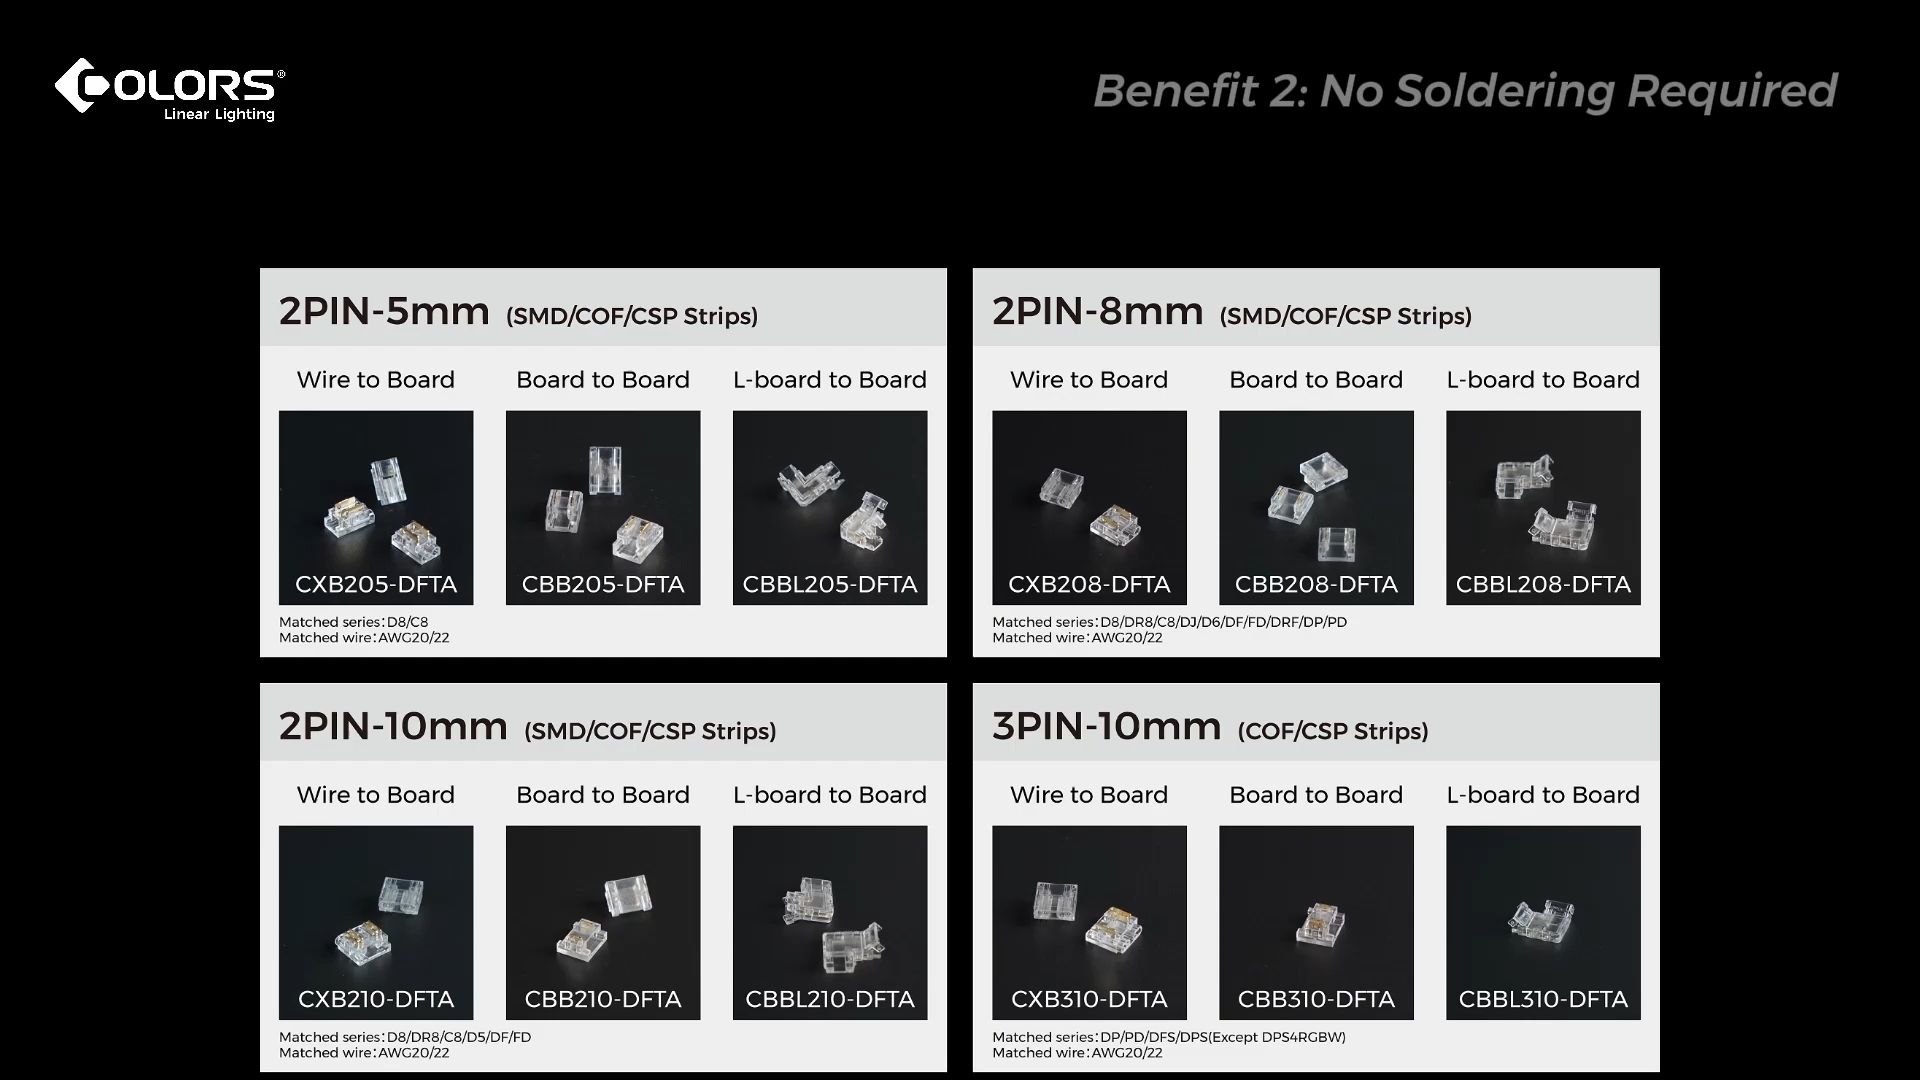 COLORS®
Linear Lighting
Benefit 2: No Soldering Required
2PIN-5mm (SMD/COF/CSP Strips)
Wire to Board Board to Board L-board to Board
CXB205-DFTA CBB205-DFTA CBBL205-DFTA
Matched series:D8/C8
Matched wire:AWG20/22
2PIN-8mm (SMD/COF/CSP Strips)
Wire to Board Board to Board L-board to Board
CXB208-DFTA CBB208-DFTA CBBL208-DFTA
Matched series:D8/DR8/C8/DJ/D6/DF/FD/DRF/DP/PD
Matched wire:AWG20/22
2PIN-10mm (SMD/COF/CSP Strips)
Wire to Board Board to Board L-board to Board
CXB210-DFTA CBB210-DFTA CBBL210-DFTA
Matched series:D8/DR8/C8/D5/DF/FD
Matched wire:AWG20/22
3PIN-10mm (COF/CSP Strips)
Wire to Board Board to Board L-board to Board
CXB310-DFTA CBB310-DFTA CBBL310-DFTA
Matched series:DP/PD/DFS/DPS(Except DPS4RGBW)
Matched wire:AWG20/22